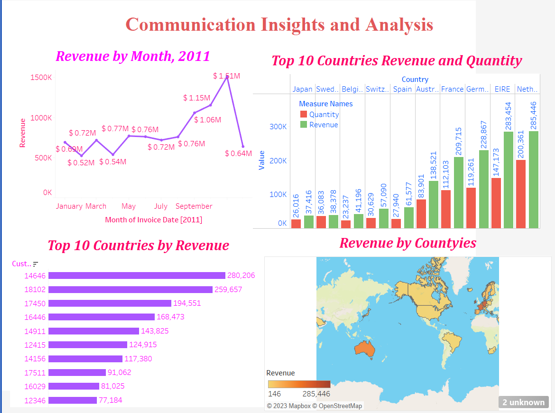 Communication Insights and Analysis
Revenue by Month, 2011
1500K
1000K
500K
0K
Revenue
$ 0.69M
$ 0.52M
$ 0.72M
$ 0.54M
$ 0.77M
$ 0.76M
$ 0.72M
$ 0.76M
$ 1.15M
$ 1.06M
$ 1.51M
$ 0.64M
January March May July September
Month of Invoice Date [2011]
Top 10 Countries Revenue and Quantity
Country
Japan Swed.. Belgi.. Switz.. Spain Austr.. France Germ.. EIRE Neth..
Measure Names
Quantity
Revenue
Value
300K
200K
100K
0K
26,016 37,416 36,083 38,378 23,237 41,196 30,629 57,090 27,940 61,577 83,901 138,521 112,103 209,715 119,261 228,867 147,173 283,454 200,361 285,446
Top 10 Countries by Revenue
Cust..
14646 280,206
18102 259,657
17450 194,551
16446 168,473
14911 143,825
12415 124,915
14156 117,380
17511 91,062
16029 81,025
12346 77,184
Revenue by Countyies
Revenue
146 285,446
© 2023 Mapbox © OpenStreetMap
2 unknown